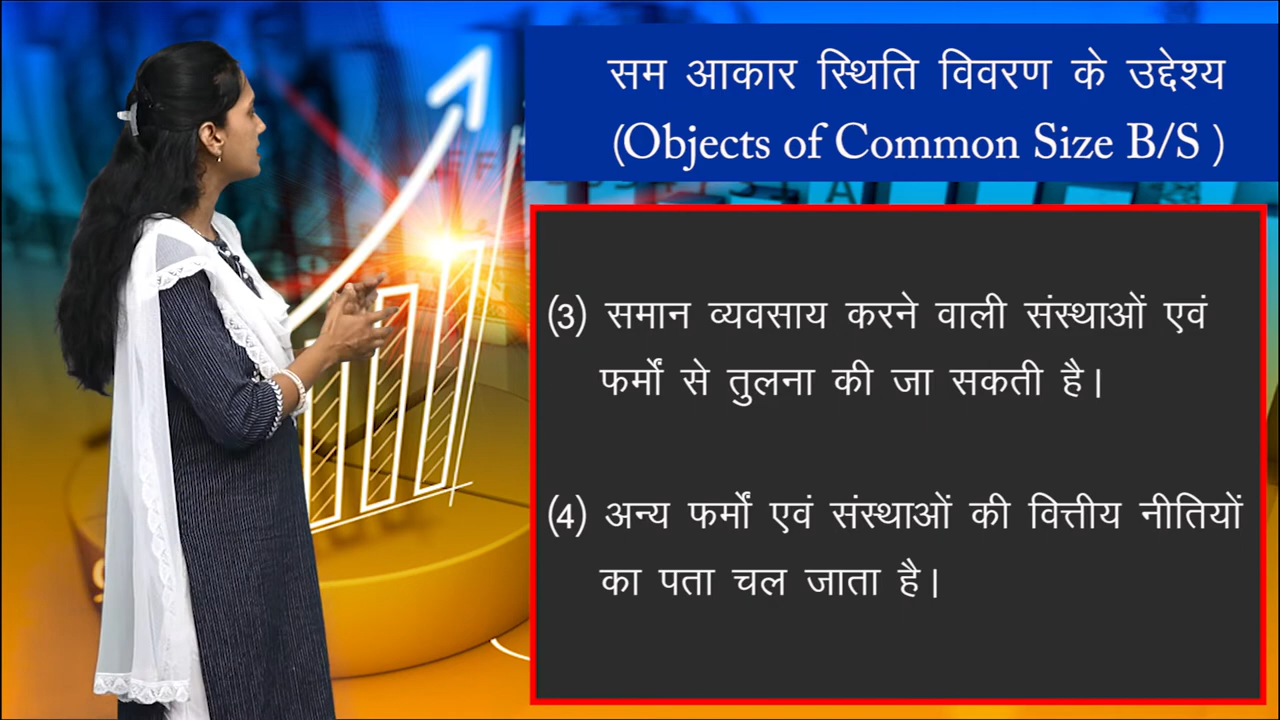 सम आकार स्थिति विवरण के उद्देश्य
(Objects of Common Size B/S )
(3) समान व्यवसाय करने वाली संस्थाओं एवं
फर्मों से तुलना की जा सकती है।
(4) अन्य फर्मों एवं संस्थाओं की वित्तीय नीतियों
का पता चल जाता है।